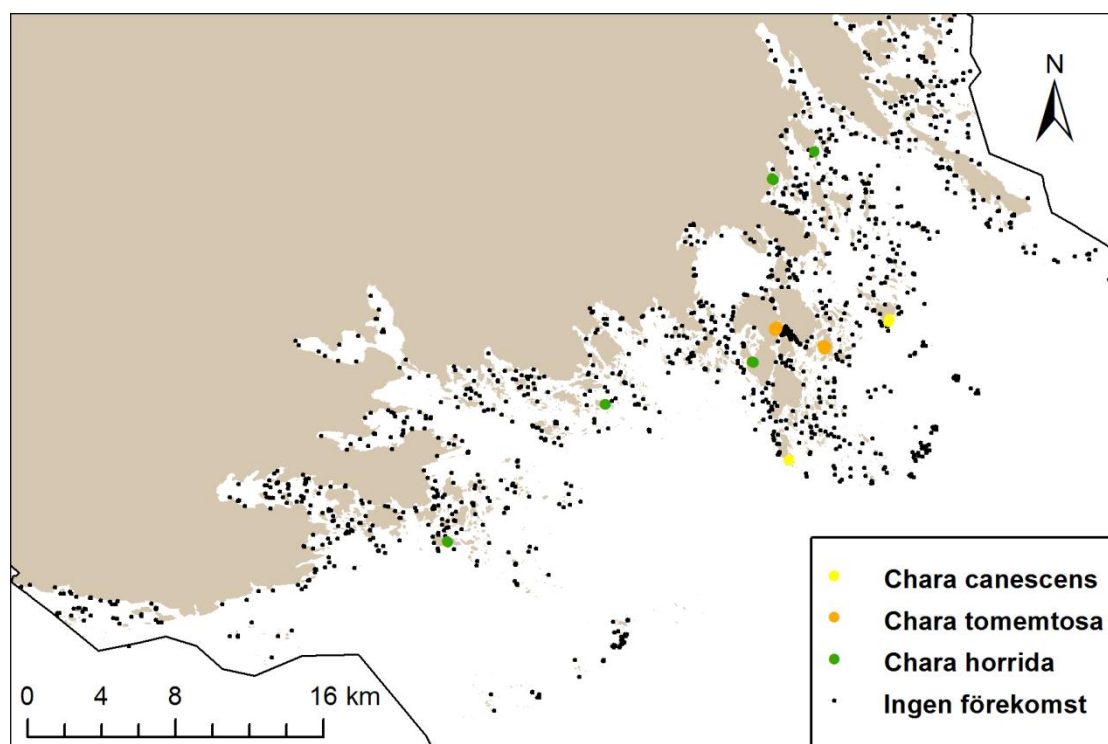 N
Chara canescens
Chara tomemtosa
Chara horrida
Ingen förekomst
0 4 8 16 km